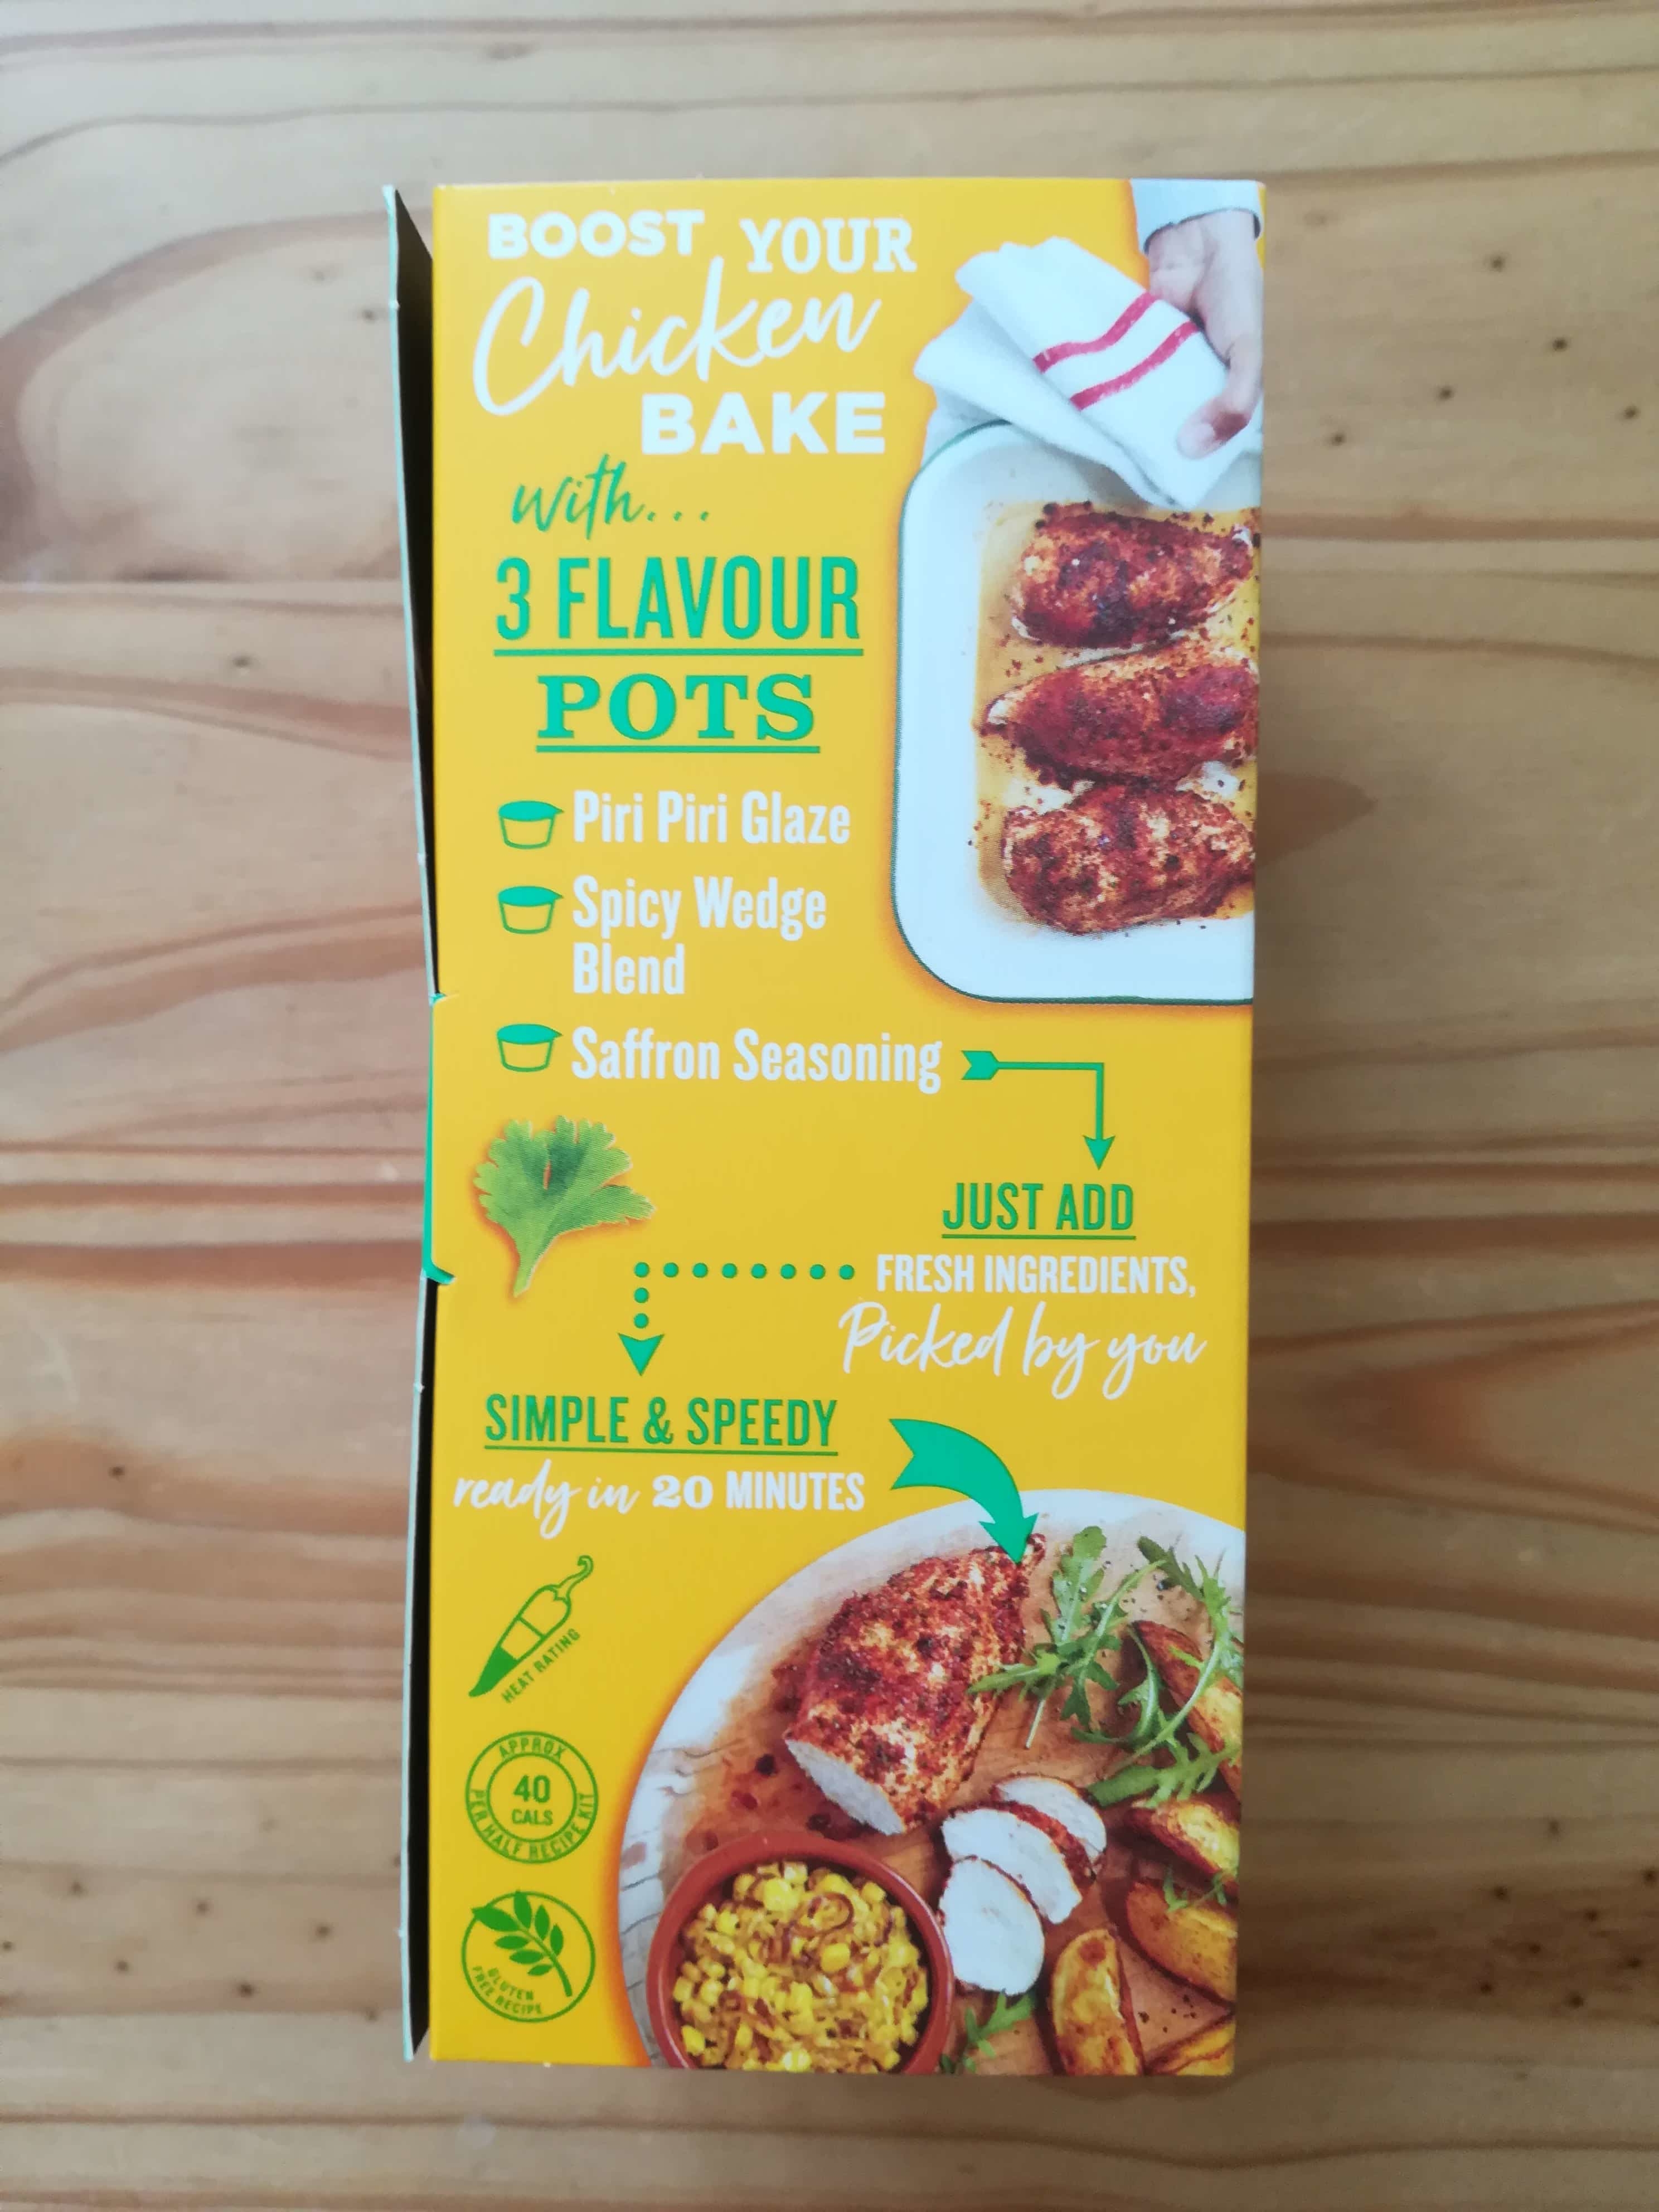 BOOST YOUR
Chicken
BAKE
with...
3 FLAVOUR
POTS
Piri Piri Glaze
Spicy Wedge
Blend
Saffron Seasoning
JUST ADD
FRESH INGREDIENTS,
Picked by you
SIMPLE & SPEEDY
ready in 20 MINUTES
HEAT RATING
APPROX
40
CALS
PER HALF RECIPE KIT
GLUTEN
FREE RECIPE